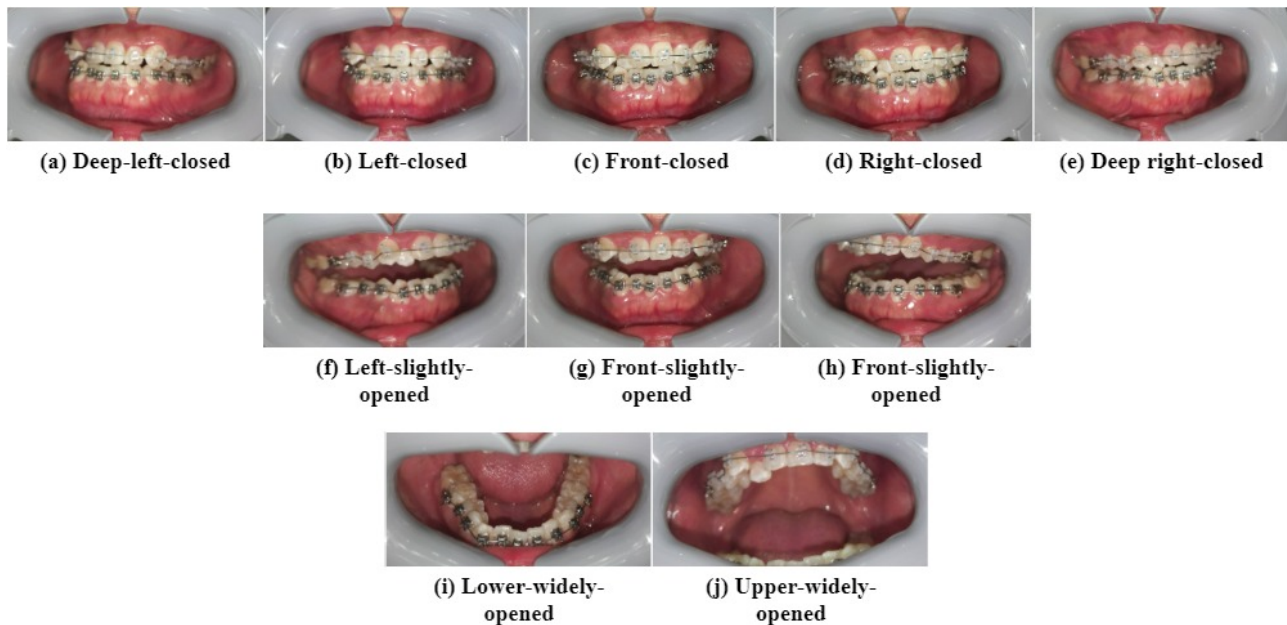 (a) Deep-left-closed
(b) Left-closed
(c) Front-closed
(d) Right-closed
(e) Deep right-closed
(f) Left-slightly-
opened
(g) Front-slightly-
opened
(h) Front-slightly-
opened
(i) Lower-widely-
opened
(j) Upper-widely-
opened